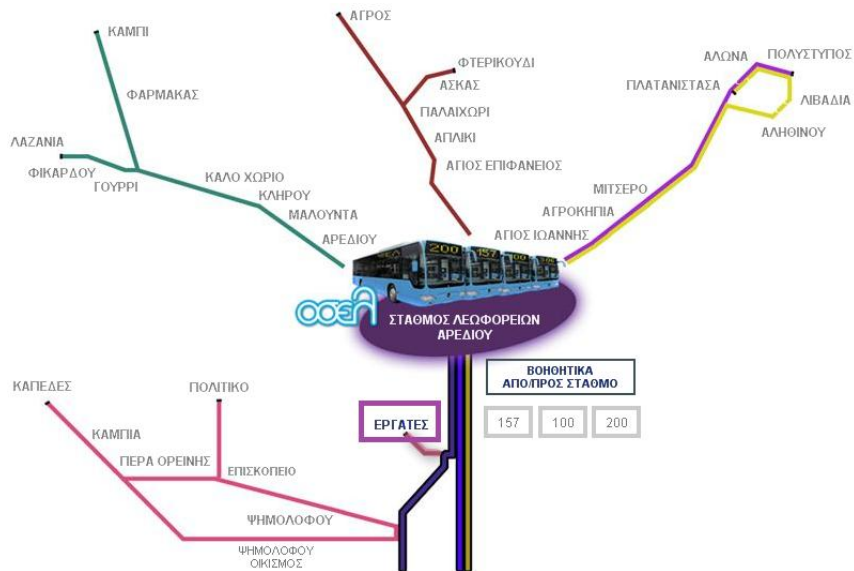 ΑΓΡΟΣ
ΚΑΜΠΙ
ΦΤΕΡΙΚΟΥΔΙ
ΑΣΚΑΣ
ΑΛΩΝΑ
ΠΟΛΥΣΤΥΠΟΣ
ΠΛΑΤΑΝΙΣΤΑΣΑ
ΦΑΡΜΑΚΑΣ
ΠΑΛΑΙΧΩΡΙ
ΛΙΒΑΔΙΑ
ΑΛΗΘΙΝΟΥ
ΑΠΛΙΚΙ
ΛΑΖΑΝΙΑ
ΦΙΚΑΡΔΟΥ
ΓΟΥΡΡΙ
ΑΓΙΟΣ ΕΠΙΦΑΝΕΙΟΣ
ΚΑΛΟ ΧΩΡΙΟ
ΚΛΗΡΟΥ
ΜΙΤΣΕΡΟ
ΑΓΡΟΚΗΠΙΑ
ΜΑΛΟΥΝΤΑ
ΑΓΙΟΣ ΙΩΑΝΝΗΣ
ΑΡΕΔΙΟΥ
200
157
100
οσελ
ΣΤΑΘΜΟΣ ΛΕΩΦΟΡΕΙΩΝ
ΑΡΕΔΙΟΥ
ΒΟΗΘΗΤΙΚΑ
ΑΠΟ/ΠΡΟΣ ΣΤΑΘΜΟ
157
100
200
ΕΡΓΑΤΕΣ
ΚΑΠΕΔΕΣ
ΠΟΛΙΤΙΚΟ
ΚΑΜΠΙΑ
ΠΕΡΑ ΟΡΕΙΝΗΣ
ΕΠΙΣΚΟΠΕΙΟ
ΨΗΜΟΛΟΦΟΥ
ΨΗΜΟΛΟΦΟΥ
ΟΙΚΙΣΜΟΣ